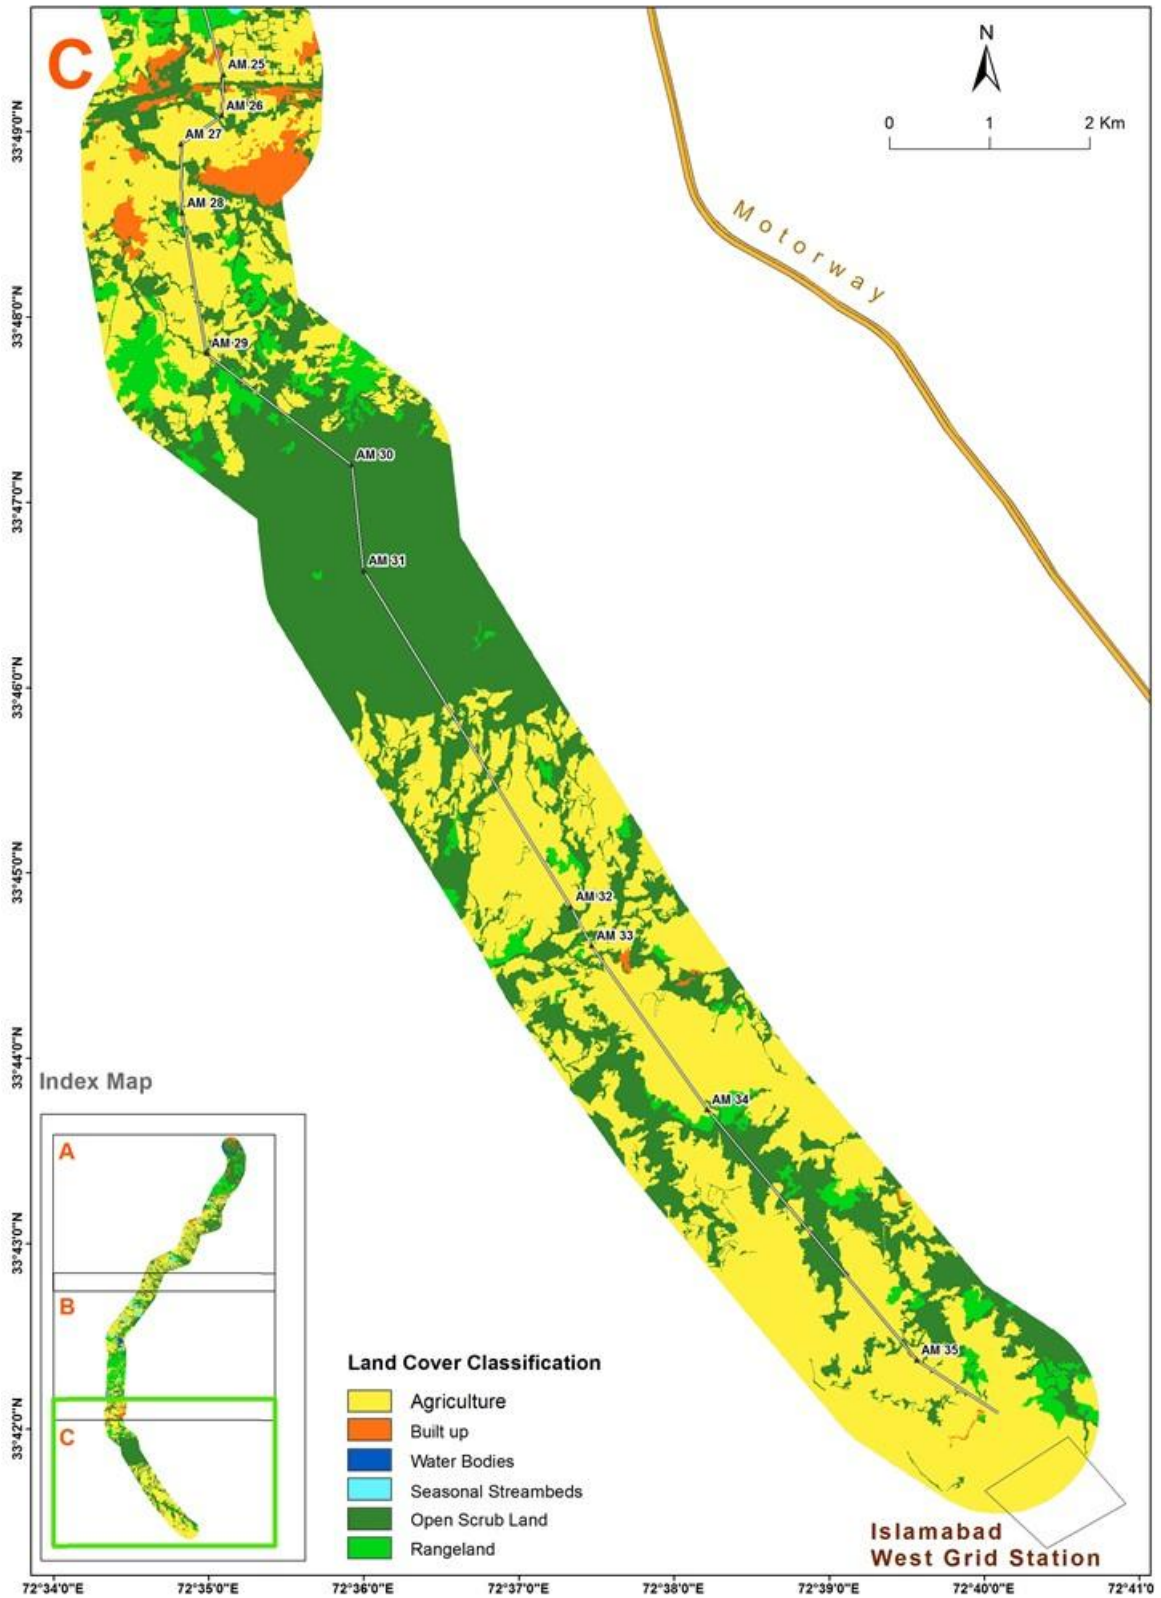 C
N
0 1 2 Km
AM 25
AM 26
AM 27
AM 28
AM 29
AM 30
AM 31
AM 32
AM 33
AM 34
AM 35
Motorway
33°49'0"N
33°48'0"N
33°47'0"N
33°46'0"N
33°45'0"N
33°44'0"N
33°43'0"N
33°42'0"N
Index Map
A
B
C
Land Cover Classification
Agriculture
Built up
Water Bodies
Seasonal Streambeds
Open Scrub Land
Rangeland
Islamabad
West Grid Station
72°34'0"E 72°35'0"E 72°36'0"E 72°37'0"E 72°38'0"E 72°39'0"E 72°40'0"E 72°41'0